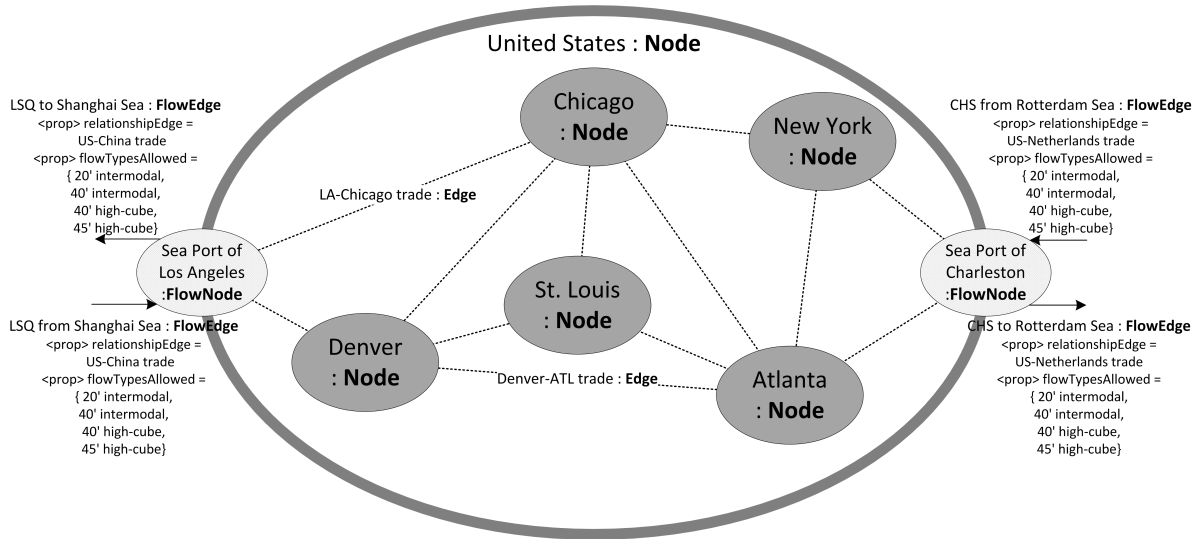 United States : Node
LSQ to Shanghai Sea : FlowEdge
<prop> relationshipEdge =
US-China trade
<prop> flowTypesAllowed =
{ 20' intermodal,
40' intermodal,
40' high-cube,
45' high-cube}
CHS from Rotterdam Sea : FlowEdge
<prop> relationshipEdge =
US-Netherlands trade
<prop> flowTypesAllowed =
{ 20' intermodal,
40' intermodal,
40' high-cube,
45' high-cube}
Chicago
: Node
New York
: Node
LA-Chicago trade : Edge
Sea Port of
Los Angeles
:FlowNode
Sea Port of
Charleston
:FlowNode
St. Louis
: Node
Denver
: Node
Denver-ATL trade : Edge
Atlanta
: Node
LSQ from Shanghai Sea : FlowEdge
<prop> relationshipEdge =
US-China trade
<prop> flowTypesAllowed =
{ 20' intermodal,
40' intermodal,
40' high-cube,
45' high-cube}
CHS to Rotterdam Sea : FlowEdge
<prop> relationshipEdge =
US-Netherlands trade
<prop> flowTypesAllowed =
{ 20' intermodal,
40' intermodal,
40' high-cube,
45' high-cube}